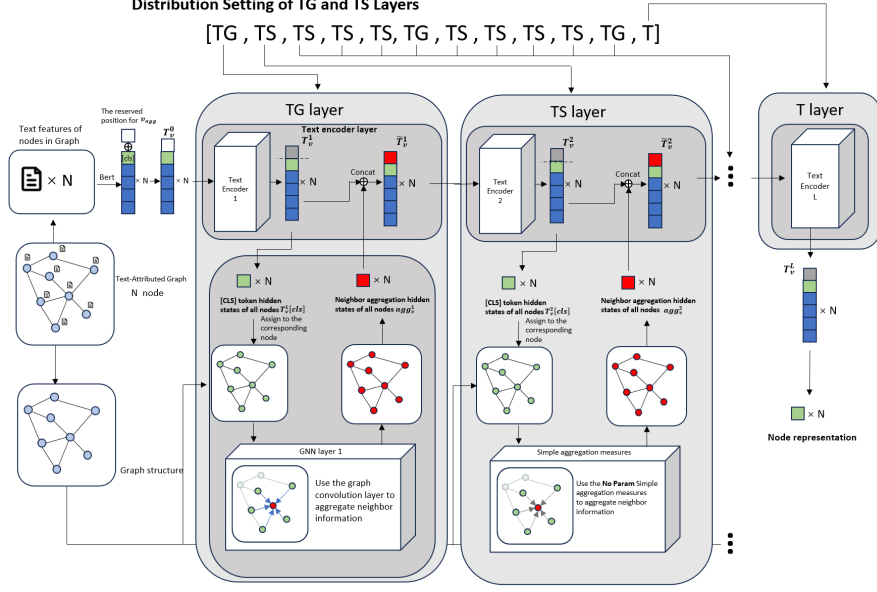 Distribution Setting of TG and TS Layers
[TG , TS , TS , TS , TS , TG , TS , TS , TS , TS , TG , T]
The reserved
position for v_agg
T_v^0
Text features of
nodes in Graph
[cls]
× N
Bert
× N
× N
Text-Attributed Graph
N node
Graph structure
TG layer
Text encoder layer
T_v^1
T̃_v^1
Text
Encoder
1
× N
Concat
× N
× N
× N
[CLS] token hidden
states of all nodes T_v^1[cls]
Assign to the
corresponding
node
Neighbor aggregation hidden
states of all nodes agg_v^1
GNN layer 1
Use the graph
convolution layer to
aggregate neighbor
information
TS layer
T_v^2
T̃_v^2
Text
Encoder
2
× N
Concat
× N
× N
× N
[CLS] token hidden
states of all nodes T_v^2[cls]
Assign to the
corresponding
node
Neighbor aggregation hidden
states of all nodes agg_v^2
Simple aggregation measures
Use the No Param Simple
aggregation measures
to aggregate neighbor
information
T layer
Text
Encoder
L
T_v^L
× N
× N
Node representation